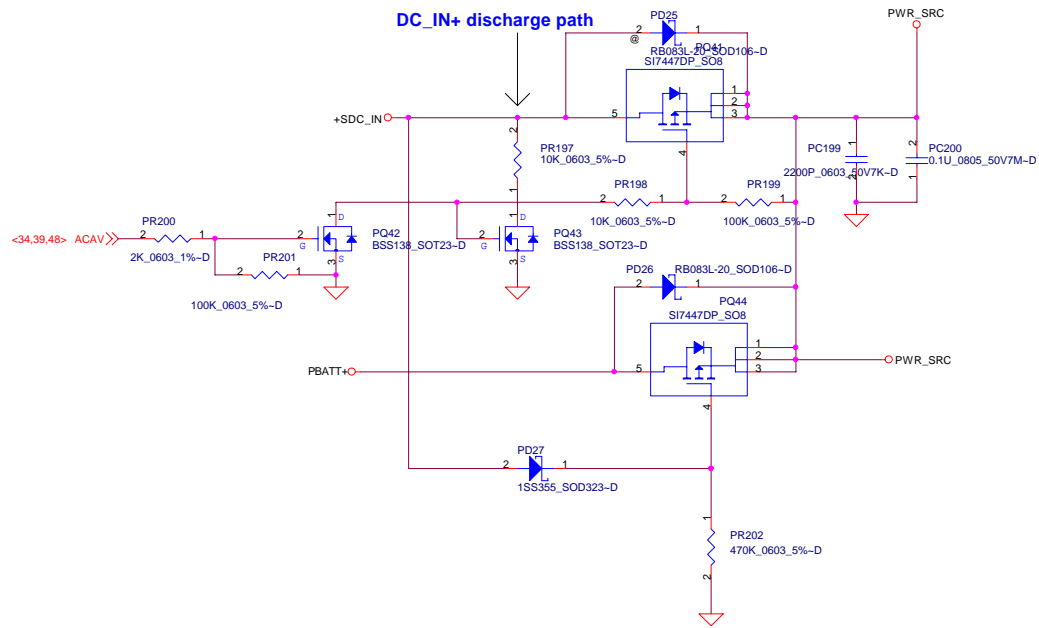 DC_IN+ discharge path
PD25
PWR_SRC
2
1
@
RB083L-20_SOD106~D
PQ41
SI7447DP_SO8
1
2
3
5
4
+SDC_IN
2
PR197
10K_0603_5%~D
1
1
PC199
2200P_0603_50V7K~D
2
2
PC200
0.1U_0805_50V7M~D
1
PR198
2
1
10K_0603_5%~D
PR199
2
1
100K_0603_5%~D
<34,39,48> ACAV
PR200
2
1
2K_0603_1%~D
PR201
2
1
100K_0603_5%~D
1
D
2
G
3
S
PQ42
BSS138_SOT23~D
1
D
2
G
3
S
PQ43
BSS138_SOT23~D
PD26
RB083L-20_SOD106~D
2
1
PQ44
SI7447DP_SO8
1
2
3
5
4
PWR_SRC
PBATT+
PD27
2
1
1SS355_SOD323~D
1
PR202
470K_0603_5%~D
2